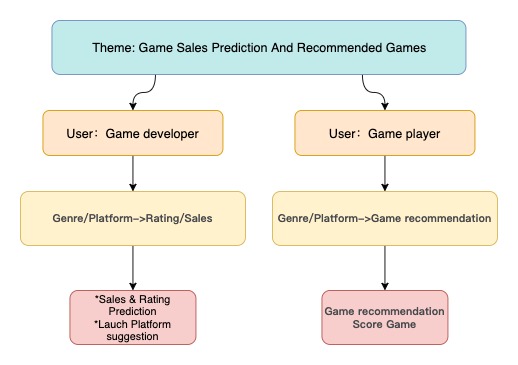 Theme: Game Sales Prediction And Recommended Games
User：Game developer
User：Game player
Genre/Platform–>Rating/Sales
Genre/Platform–>Game recommendation
*Sales & Rating
Prediction
*Lauch Platform
suggestion
Game recommendation
Score Game